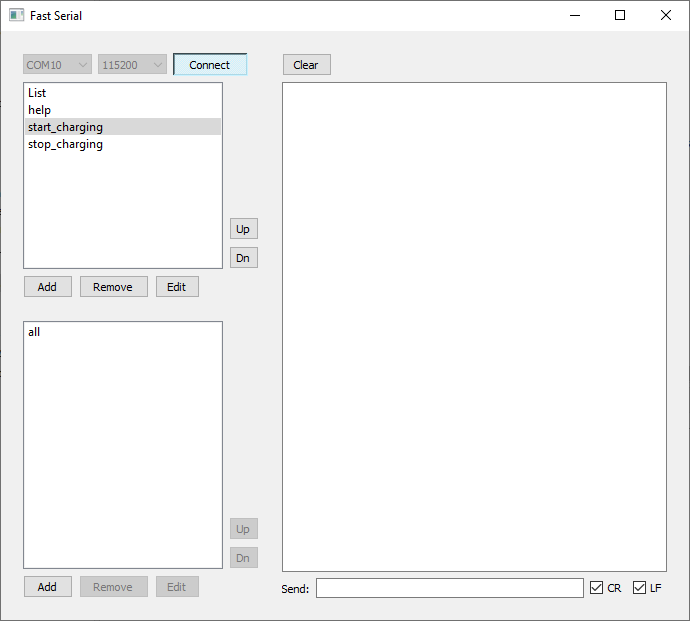 Fast Serial
COM10 115200 Connect Clear
List
help
start_charging
stop_charging
Up
Dn
Add Remove Edit
all
Up
Dn
Add Remove Edit
Send: CR LF